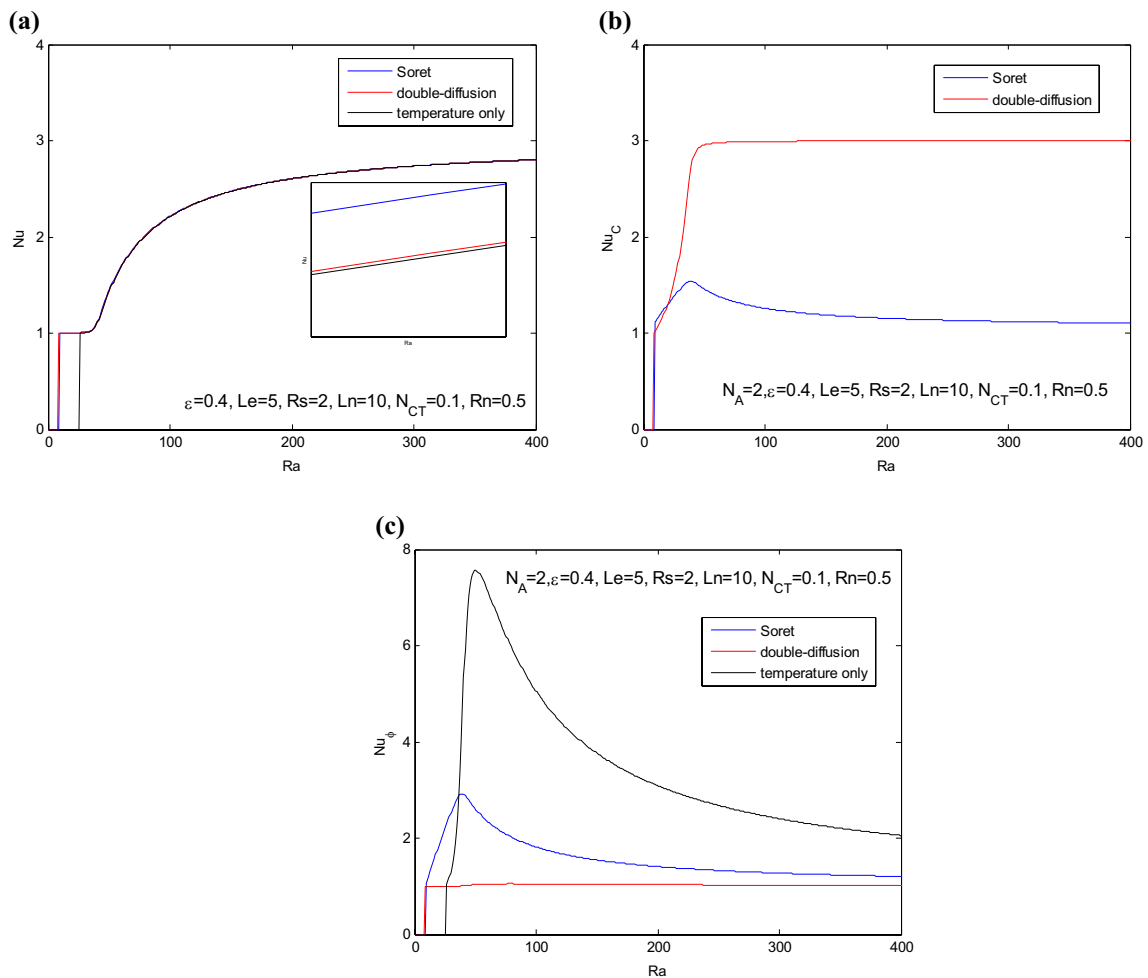 (a)
4
3
2
1
0
Nu
0
100
200
300
400
Ra
Soret
double-diffusion
temperature only
Nu
Ra
ε=0.4, Le=5, Rs=2, Ln=10, N_CT=0.1, Rn=0.5
(b)
4
3
2
1
0
Nu_C
0
100
200
300
400
Ra
Soret
double-diffusion
N_A=2,ε=0.4, Le=5, Rs=2, Ln=10, N_CT=0.1, Rn=0.5
(c)
8
6
4
2
0
Nu_ϕ
0
100
200
300
400
Ra
N_A=2,ε=0.4, Le=5, Rs=2, Ln=10, N_CT=0.1, Rn=0.5
Soret
double-diffusion
temperature only